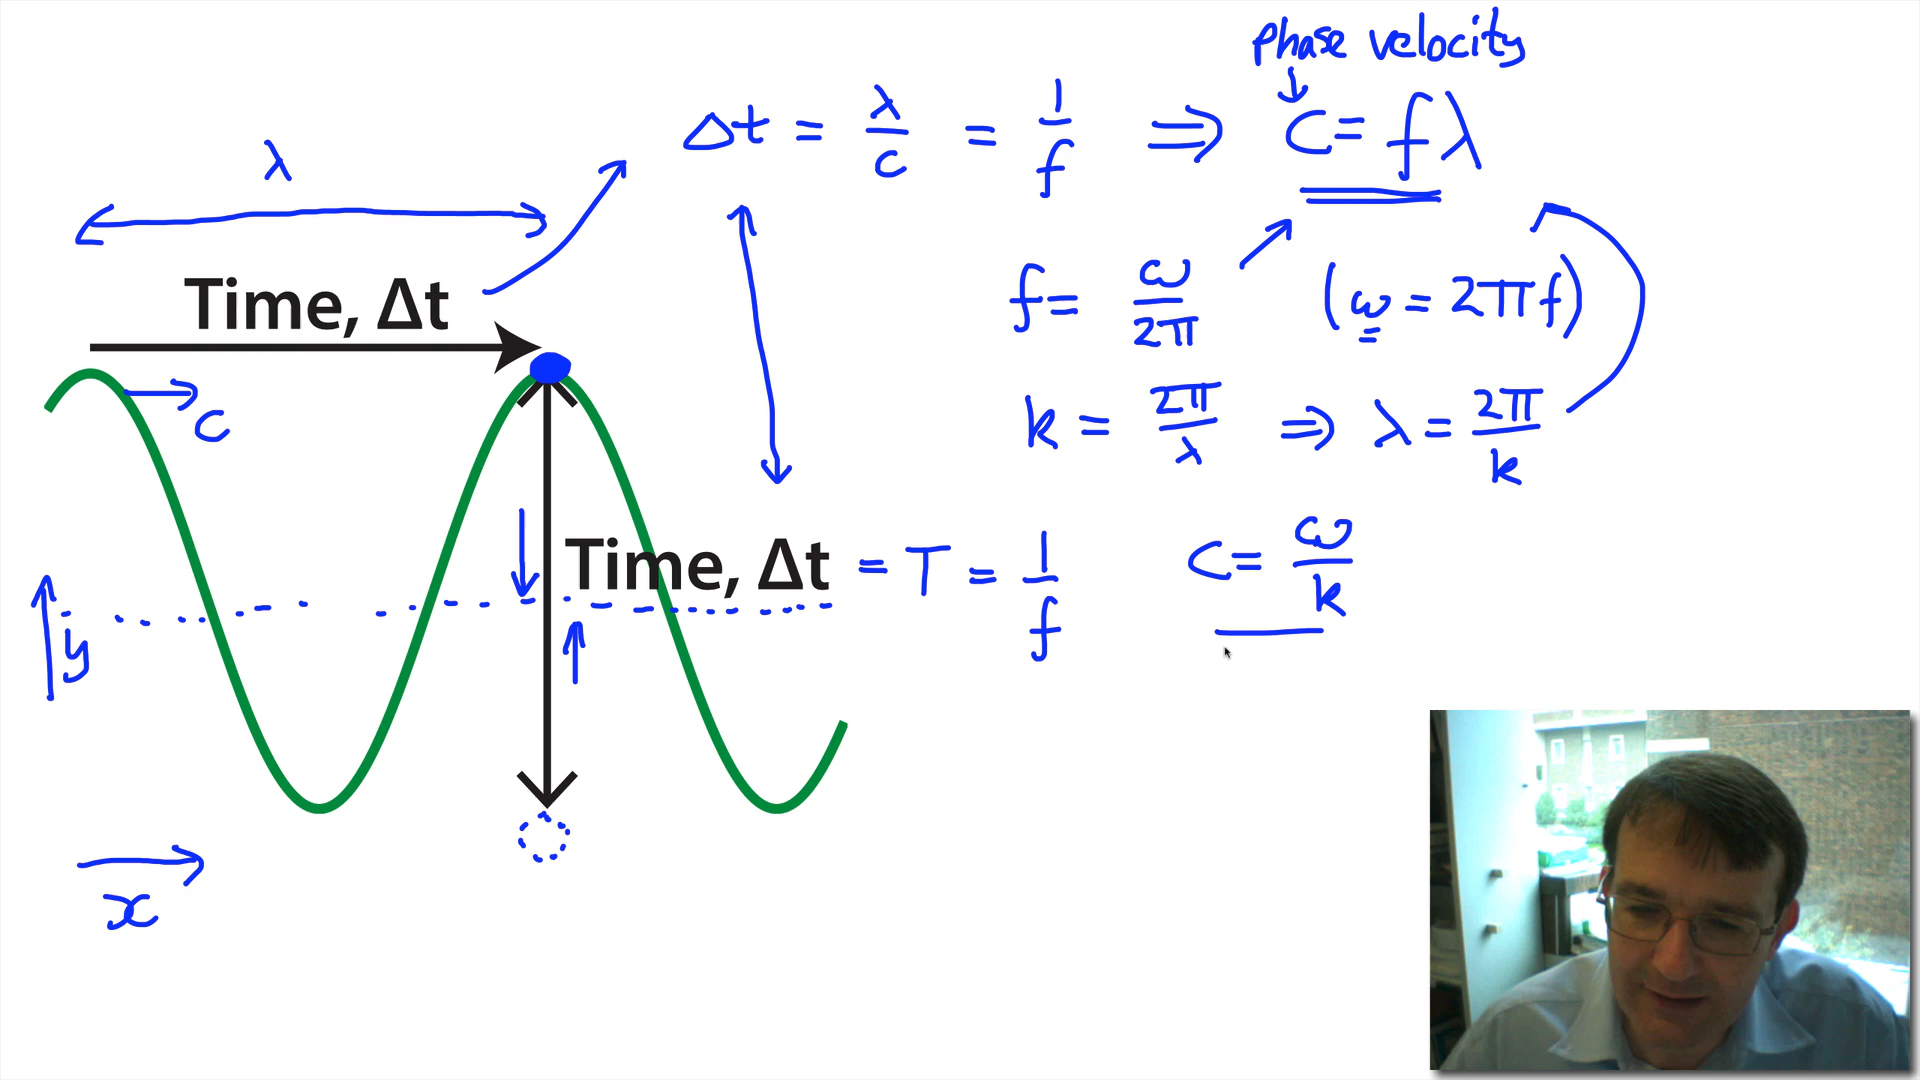 phase velocity
Δt = λ/c = 1/f ⇒ c = fλ
λ
Time, Δt
f = ω/2π (ω = 2πf)
c
k = 2π/λ ⇒ λ = 2π/k
Time, Δt = T = 1/f
c = ω/k
y
x